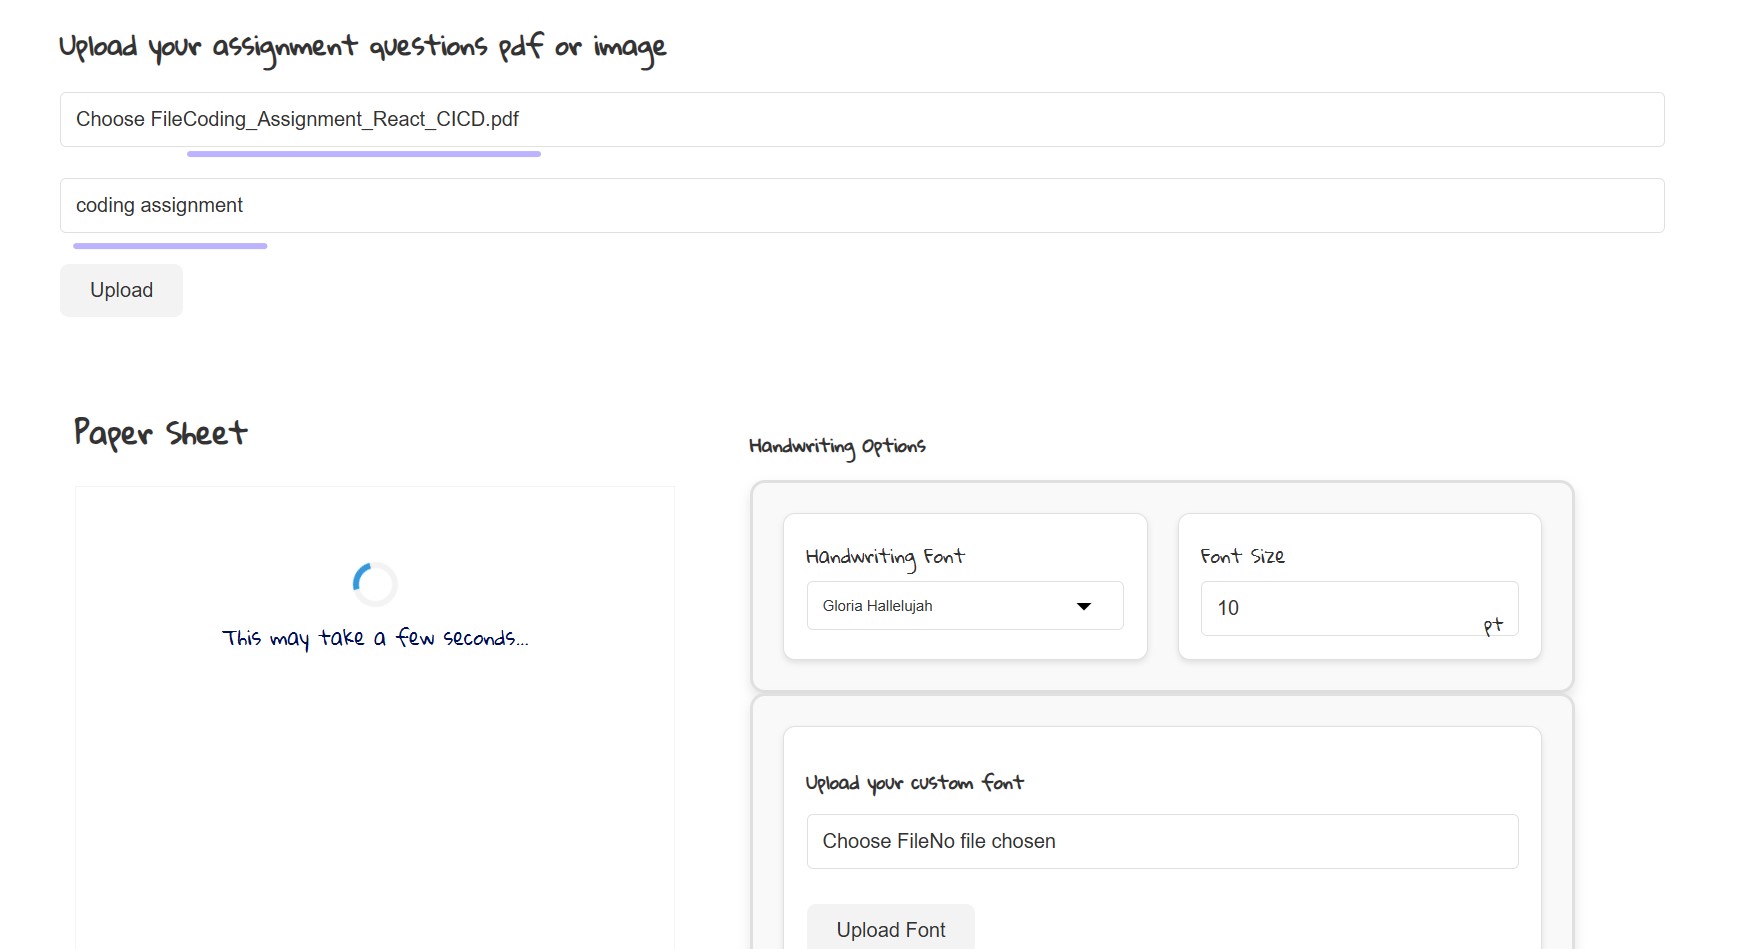 Upload your assignment questions pdf or image
Choose FileCoding_Assignment_React_CICD.pdf
coding assignment
Upload
Paper Sheet
This may take a few seconds...
Handwriting Options
Handwriting Font
Gloria Hallelujah
Font Size
10
pt
Upload your custom font
Choose FileNo file chosen
Upload Font